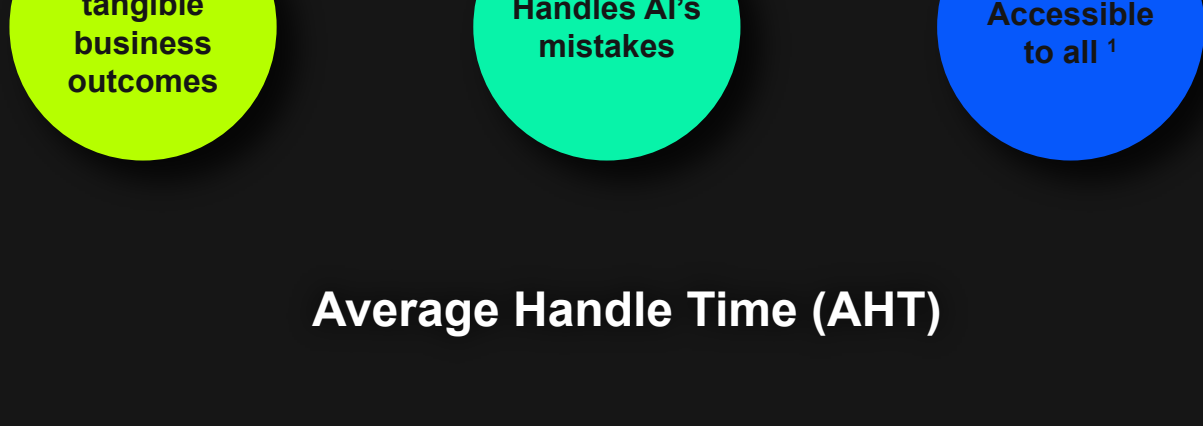 tangible
business
outcomes
Handles AI’s
mistakes
Accessible
to all ¹
Average Handle Time (AHT)